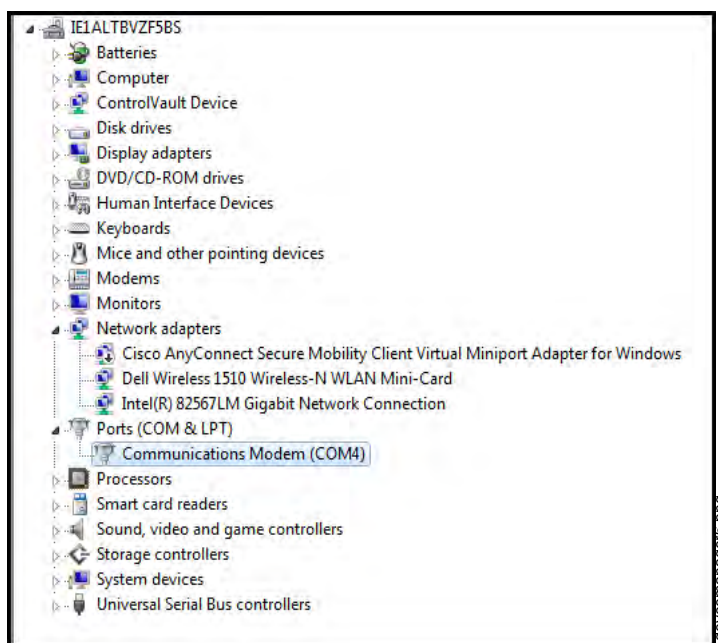 IE1ALTBVZF5BS
Batteries
Computer
ControlVault Device
Disk drives
Display adapters
DVD/CD-ROM drives
Human Interface Devices
Keyboards
Mice and other pointing devices
Modems
Monitors
Network adapters
Cisco AnyConnect Secure Mobility Client Virtual Miniport Adapter for Windows
Dell Wireless 1510 Wireless-N WLAN Mini-Card
Intel(R) 82567LM Gigabit Network Connection
Ports (COM & LPT)
Communications Modem (COM4)
Processors
Smart card readers
Sound, video and game controllers
Storage controllers
System devices
Universal Serial Bus controllers